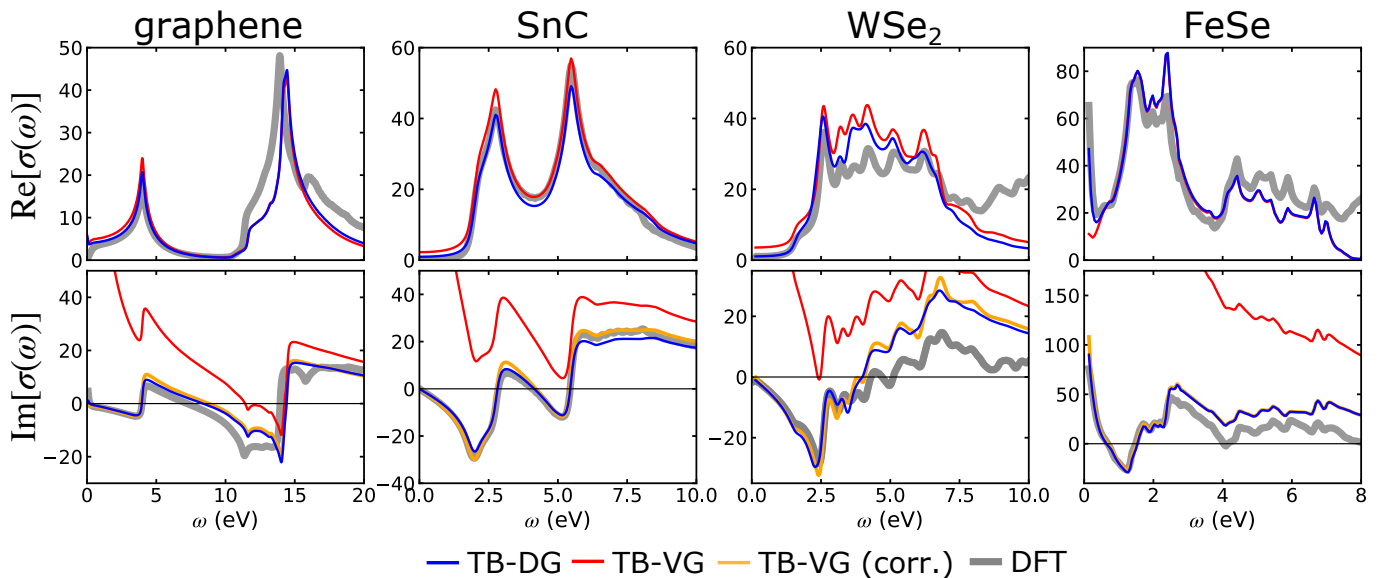 graphene SnC WSe₂ FeSe
Re[σ(ω)]
50 40 30 20 10 0
60 40 20 0
60 40 20 0
80 60 40 20 0
Im[σ(ω)]
40 20 0 −20
40 20 0 −20 −40
20 0 −20
150 100 50 0
0 5 10 15 20
0.0 2.5 5.0 7.5 10.0
0.0 2.5 5.0 7.5 10.0
0 2 4 6 8
ω (eV) ω (eV) ω (eV) ω (eV)
TB-DG TB-VG TB-VG (corr.) DFT